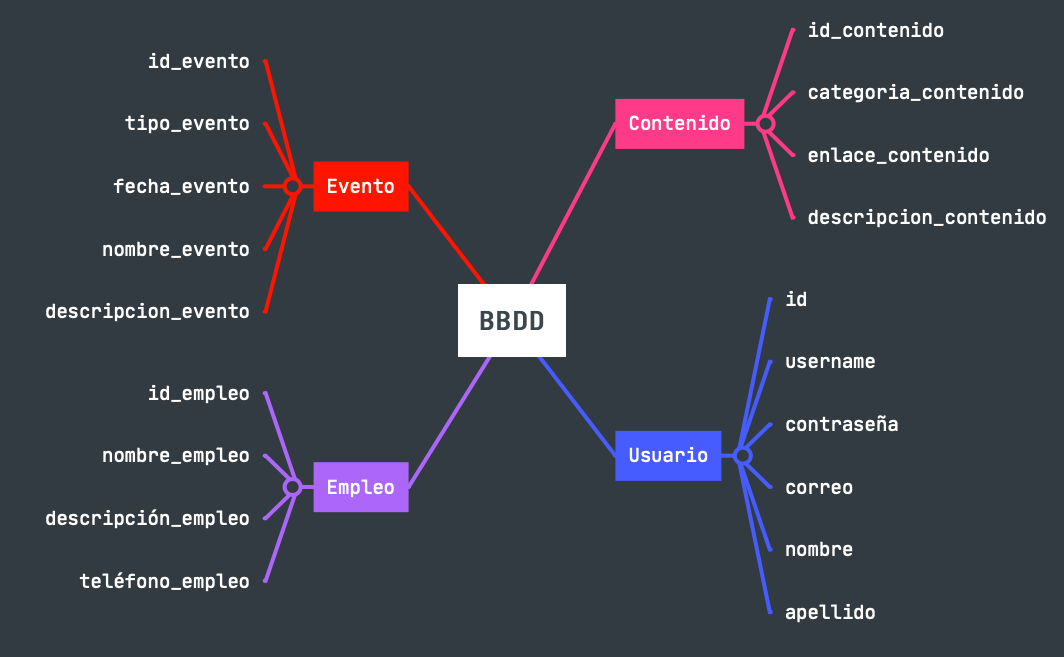 BBDD
Evento
id_evento
tipo_evento
fecha_evento
nombre_evento
descripcion_evento
Empleo
id_empleo
nombre_empleo
descripción_empleo
teléfono_empleo
Contenido
id_contenido
categoria_contenido
enlace_contenido
descripcion_contenido
Usuario
id
username
contraseña
correo
nombre
apellido